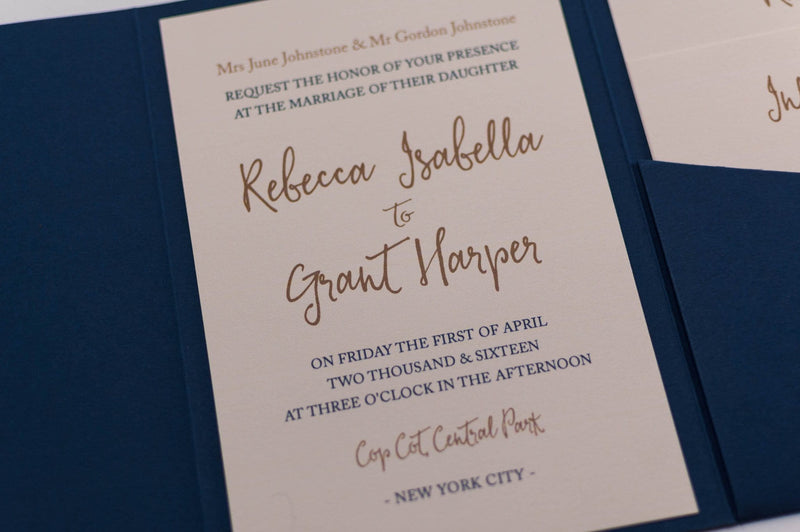 Mrs June Johnstone & Mr Gordon Johnstone
REQUEST THE HONOR OF YOUR PRESENCE
AT THE MARRIAGE OF THEIR DAUGHTER
Rebecca Isabella
to
Grant Harper
ON FRIDAY THE FIRST OF APRIL
TWO THOUSAND & SIXTEEN
AT THREE O'CLOCK IN THE AFTERNOON
Cop Cot, Central Park
- NEW YORK CITY -